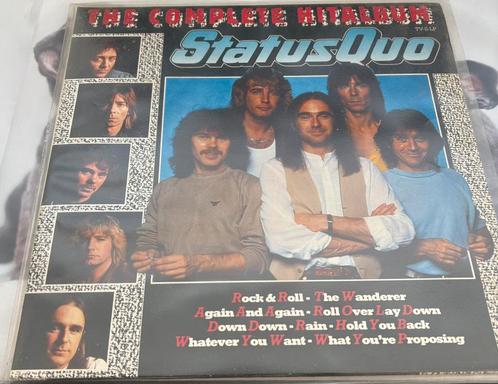 THE COMPLETE HITALBUM
Status Quo
TV-2-LP
Rock & Roll - The Wanderer
Again And Again - Roll Over Lay Down
Down Down - Rain - Hold You Back
Whatever You Want - What You're Proposing